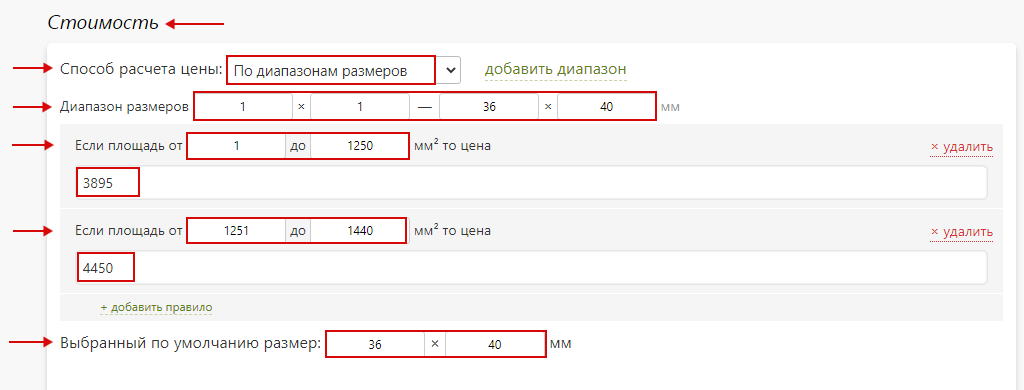 Стоимость
Способ расчета цены: По диапазонам размеров добавить диапазон
Диапазон размеров 1 × 1 — 36 × 40 мм
Если площадь от 1 до 1250 мм² то цена × удалить
3895
Если площадь от 1251 до 1440 мм² то цена × удалить
4450
+ добавить правило
Выбранный по умолчанию размер: 36 × 40 мм